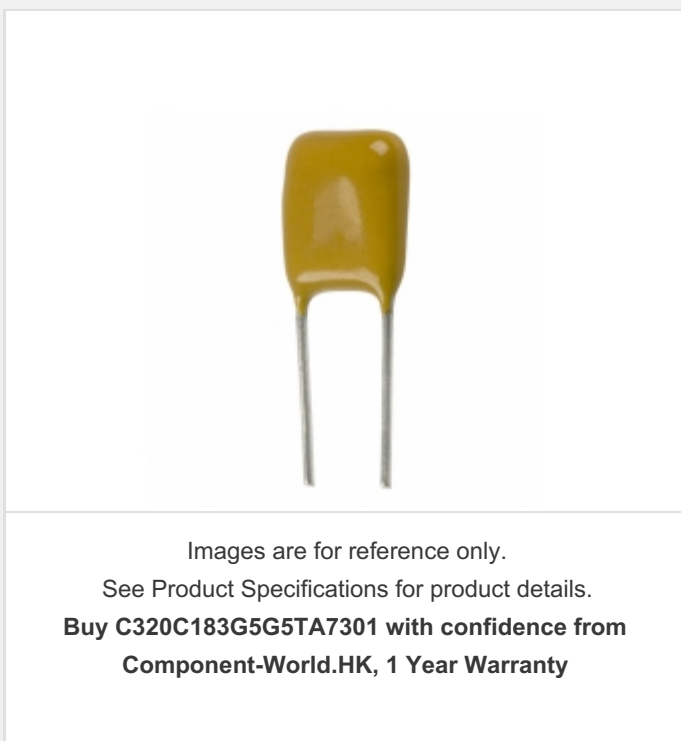 Images are for reference only.
See Product Specifications for product details.
Buy C320C183G5G5TA7301 with confidence from
Component-World.HK, 1 Year Warranty